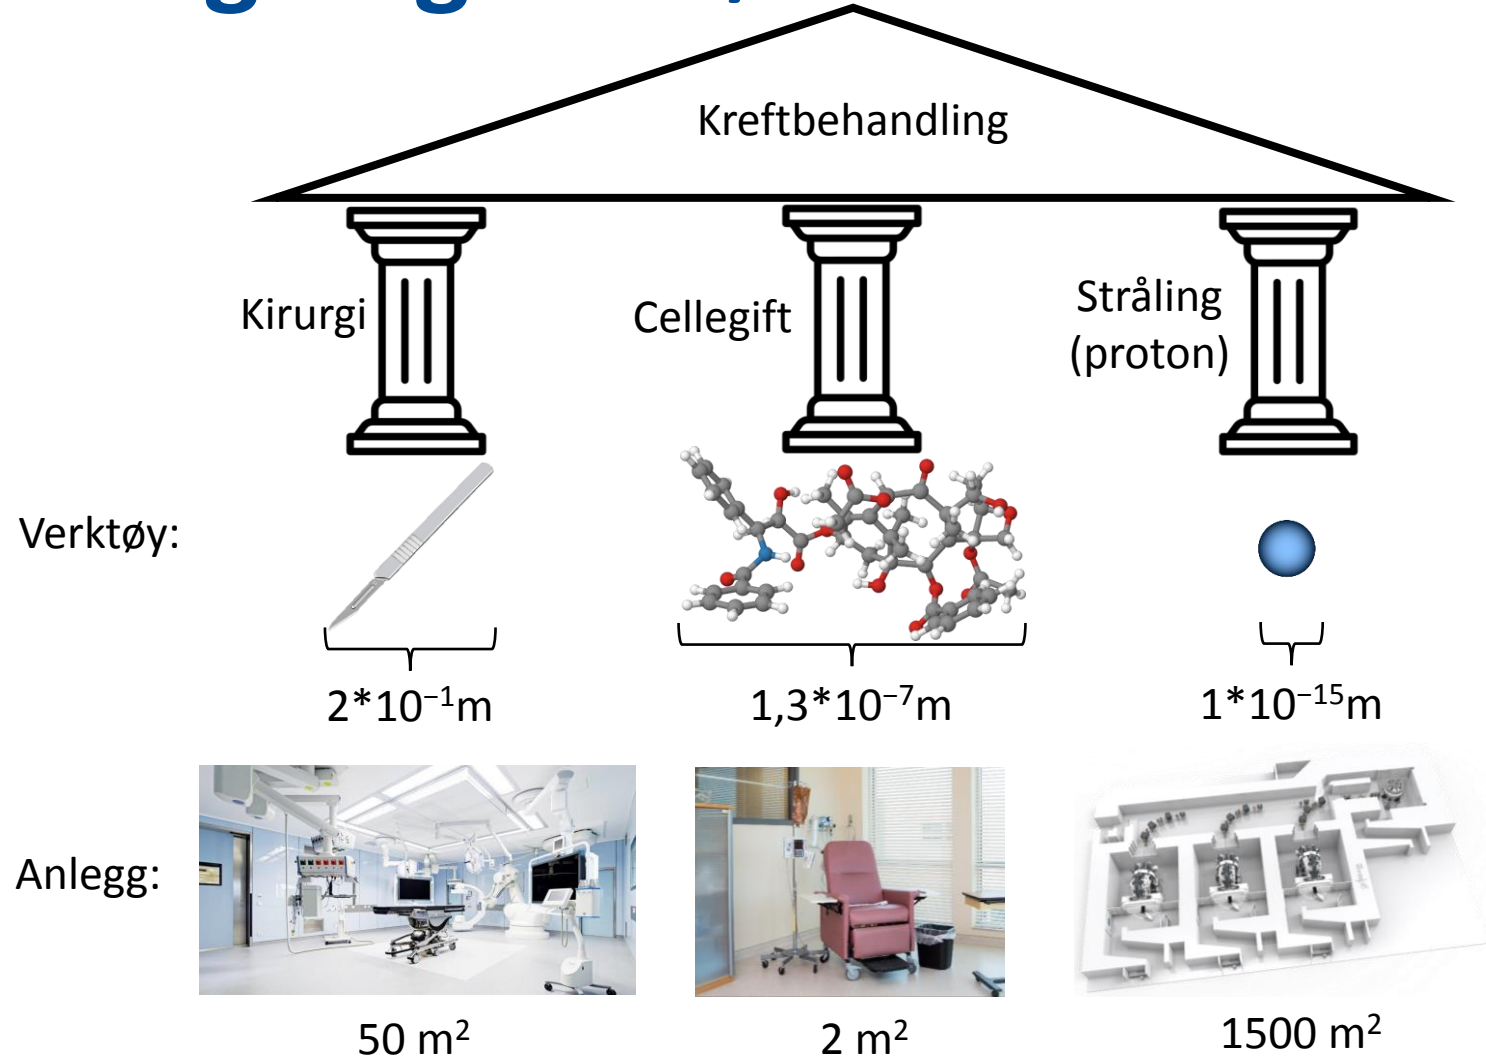 Kreftbehandling
Kirurgi
Cellegift
Stråling
(proton)
Verktøy:
2*10⁻¹m
1,3*10⁻⁷m
1*10⁻¹⁵m
Anlegg:
50 m²
2 m²
1500 m²